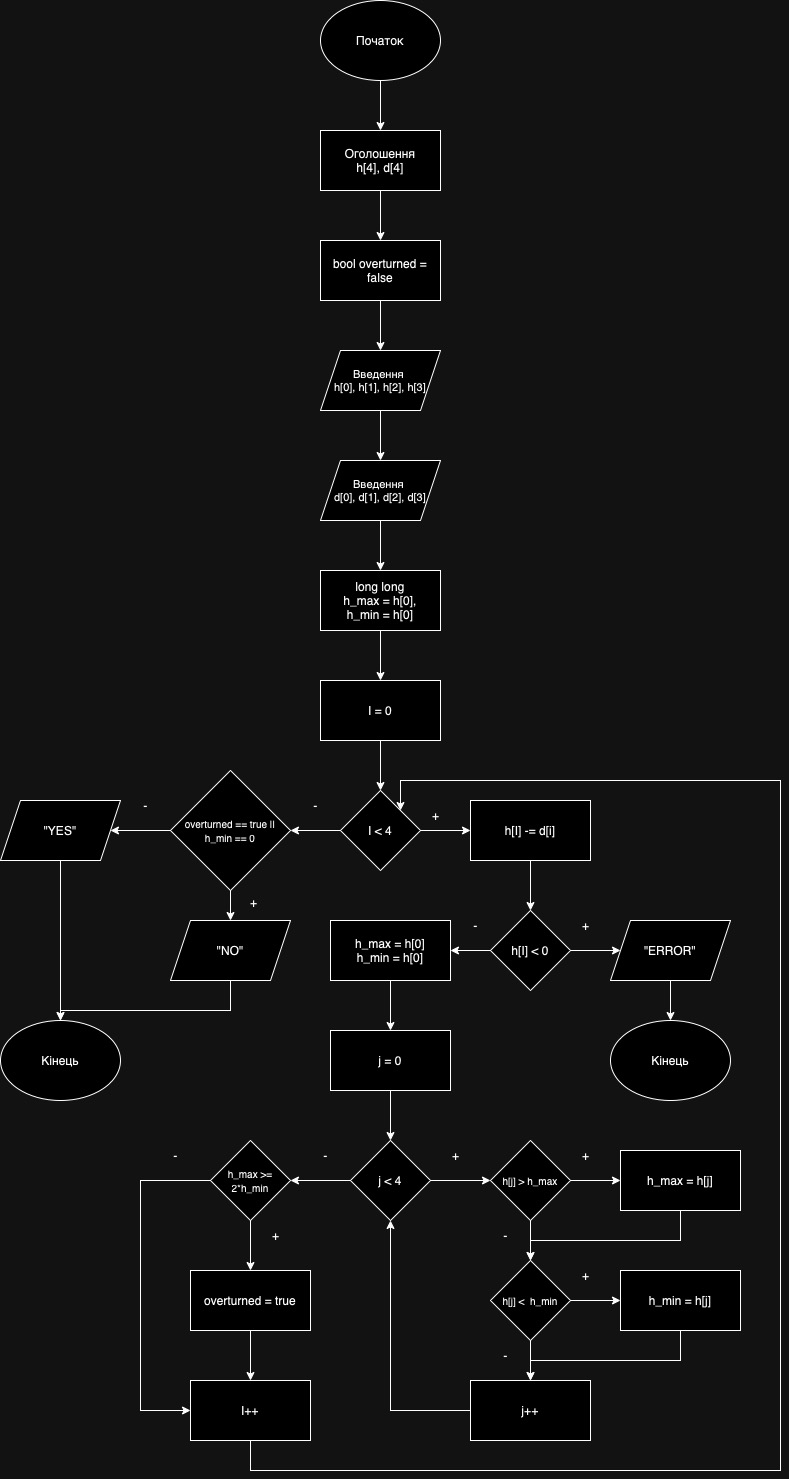 Початок
Оголошення
h[4], d[4]
bool overturned =
false
Введення
h[0], h[1], h[2], h[3]
Введення
d[0], d[1], d[2], d[3]
long long
h_max = h[0],
h_min = h[0]
I = 0
"YES"
-
overturned == true II
h_min == 0
-
I < 4
+
h[I] -= d[i]
+
"NO"
h_max = h[0]
h_min = h[0]
-
h[I] < 0
+
"ERROR"
Кінець
j = 0
Кінець
-
h_max >=
2*h_min
-
j < 4
+
h[j] > h_max
+
h_max = h[j]
+
-
overturned = true
h[j] < h_min
+
h_min = h[j]
-
I++
j++